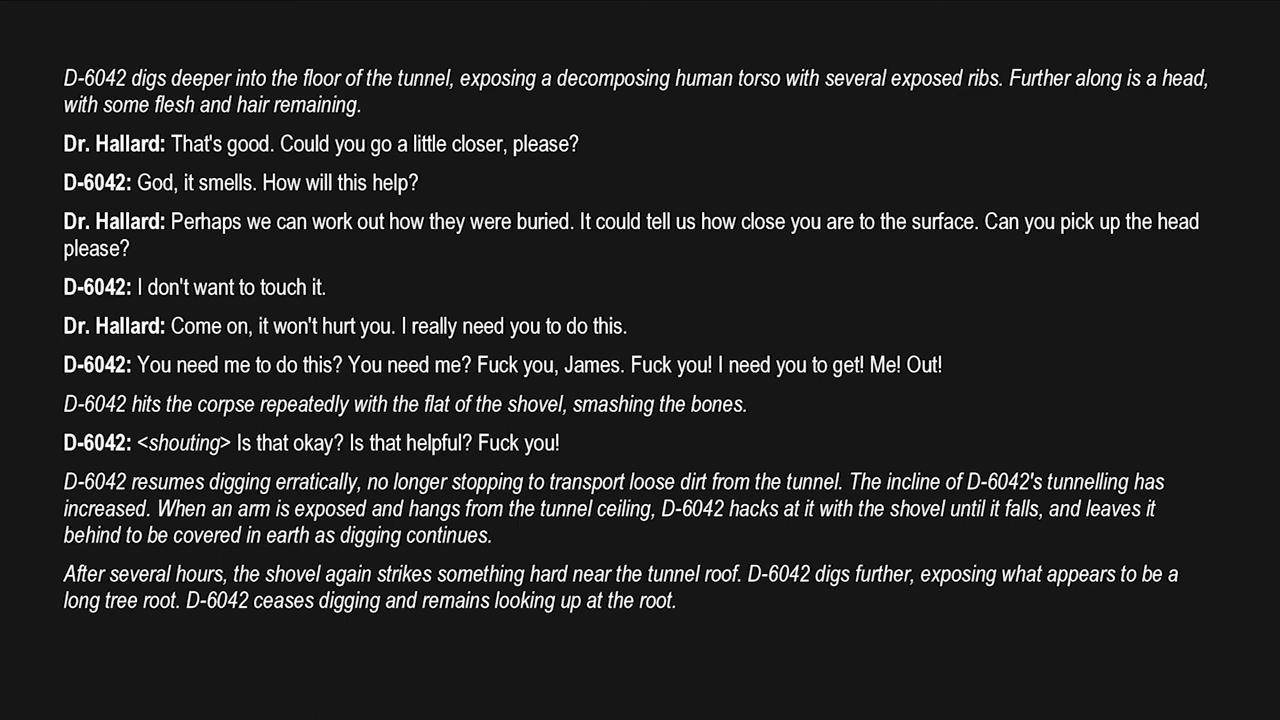 D-6042 digs deeper into the floor of the tunnel, exposing a decomposing human torso with several exposed ribs. Further along is a head,
with some flesh and hair remaining.
Dr. Hallard: That's good. Could you go a little closer, please?
D-6042: God, it smells. How will this help?
Dr. Hallard: Perhaps we can work out how they were buried. It could tell us how close you are to the surface. Can you pick up the head
please?
D-6042: I don't want to touch it.
Dr. Hallard: Come on, it won't hurt you. I really need you to do this.
D-6042: You need me to do this? You need me? Fuck you, James. Fuck you! I need you to get! Me! Out!
D-6042 hits the corpse repeatedly with the flat of the shovel, smashing the bones.
D-6042: <shouting> Is that okay? Is that helpful? Fuck you!
D-6042 resumes digging erratically, no longer stopping to transport loose dirt from the tunnel. The incline of D-6042's tunnelling has
increased. When an arm is exposed and hangs from the tunnel ceiling, D-6042 hacks at it with the shovel until it falls, and leaves it
behind to be covered in earth as digging continues.
After several hours, the shovel again strikes something hard near the tunnel roof. D-6042 digs further, exposing what appears to be a
long tree root. D-6042 ceases digging and remains looking up at the root.